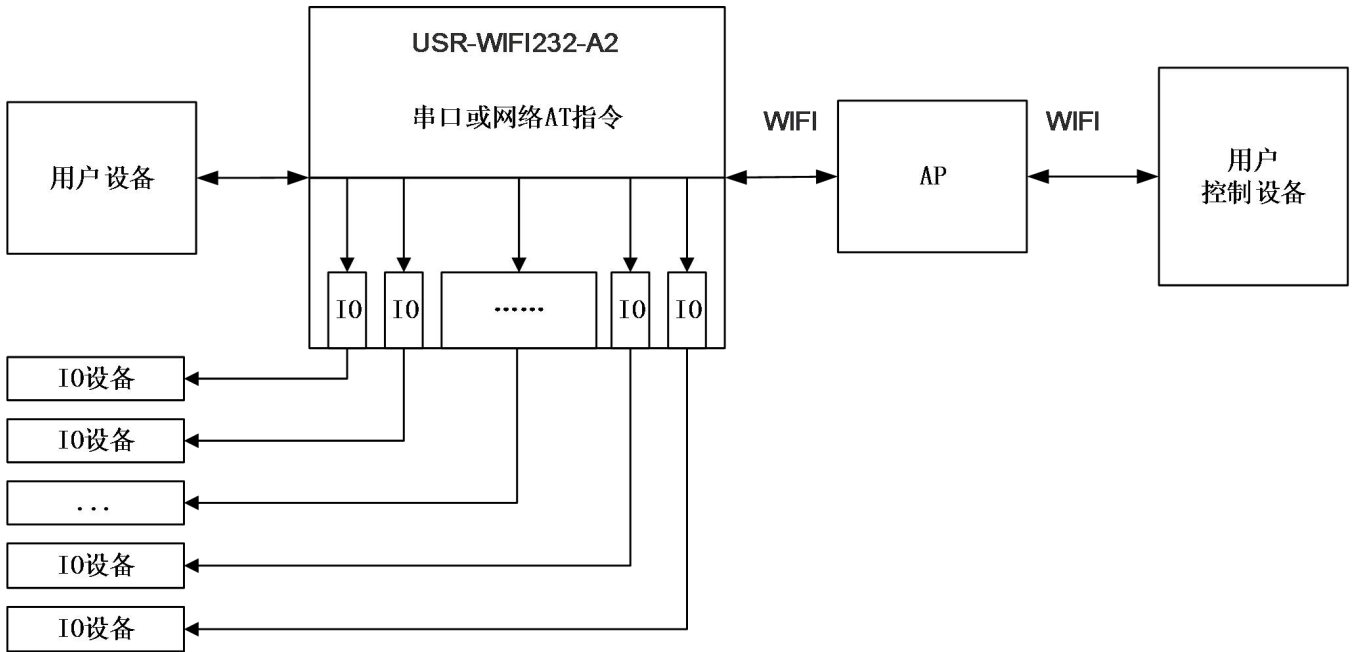 USR-WIFI232-A2
串口或网络AT指令
用户设备
WIFI
AP
WIFI
用户
控制设备
IO
IO
……
IO
IO
IO设备
IO设备
...
IO设备
IO设备